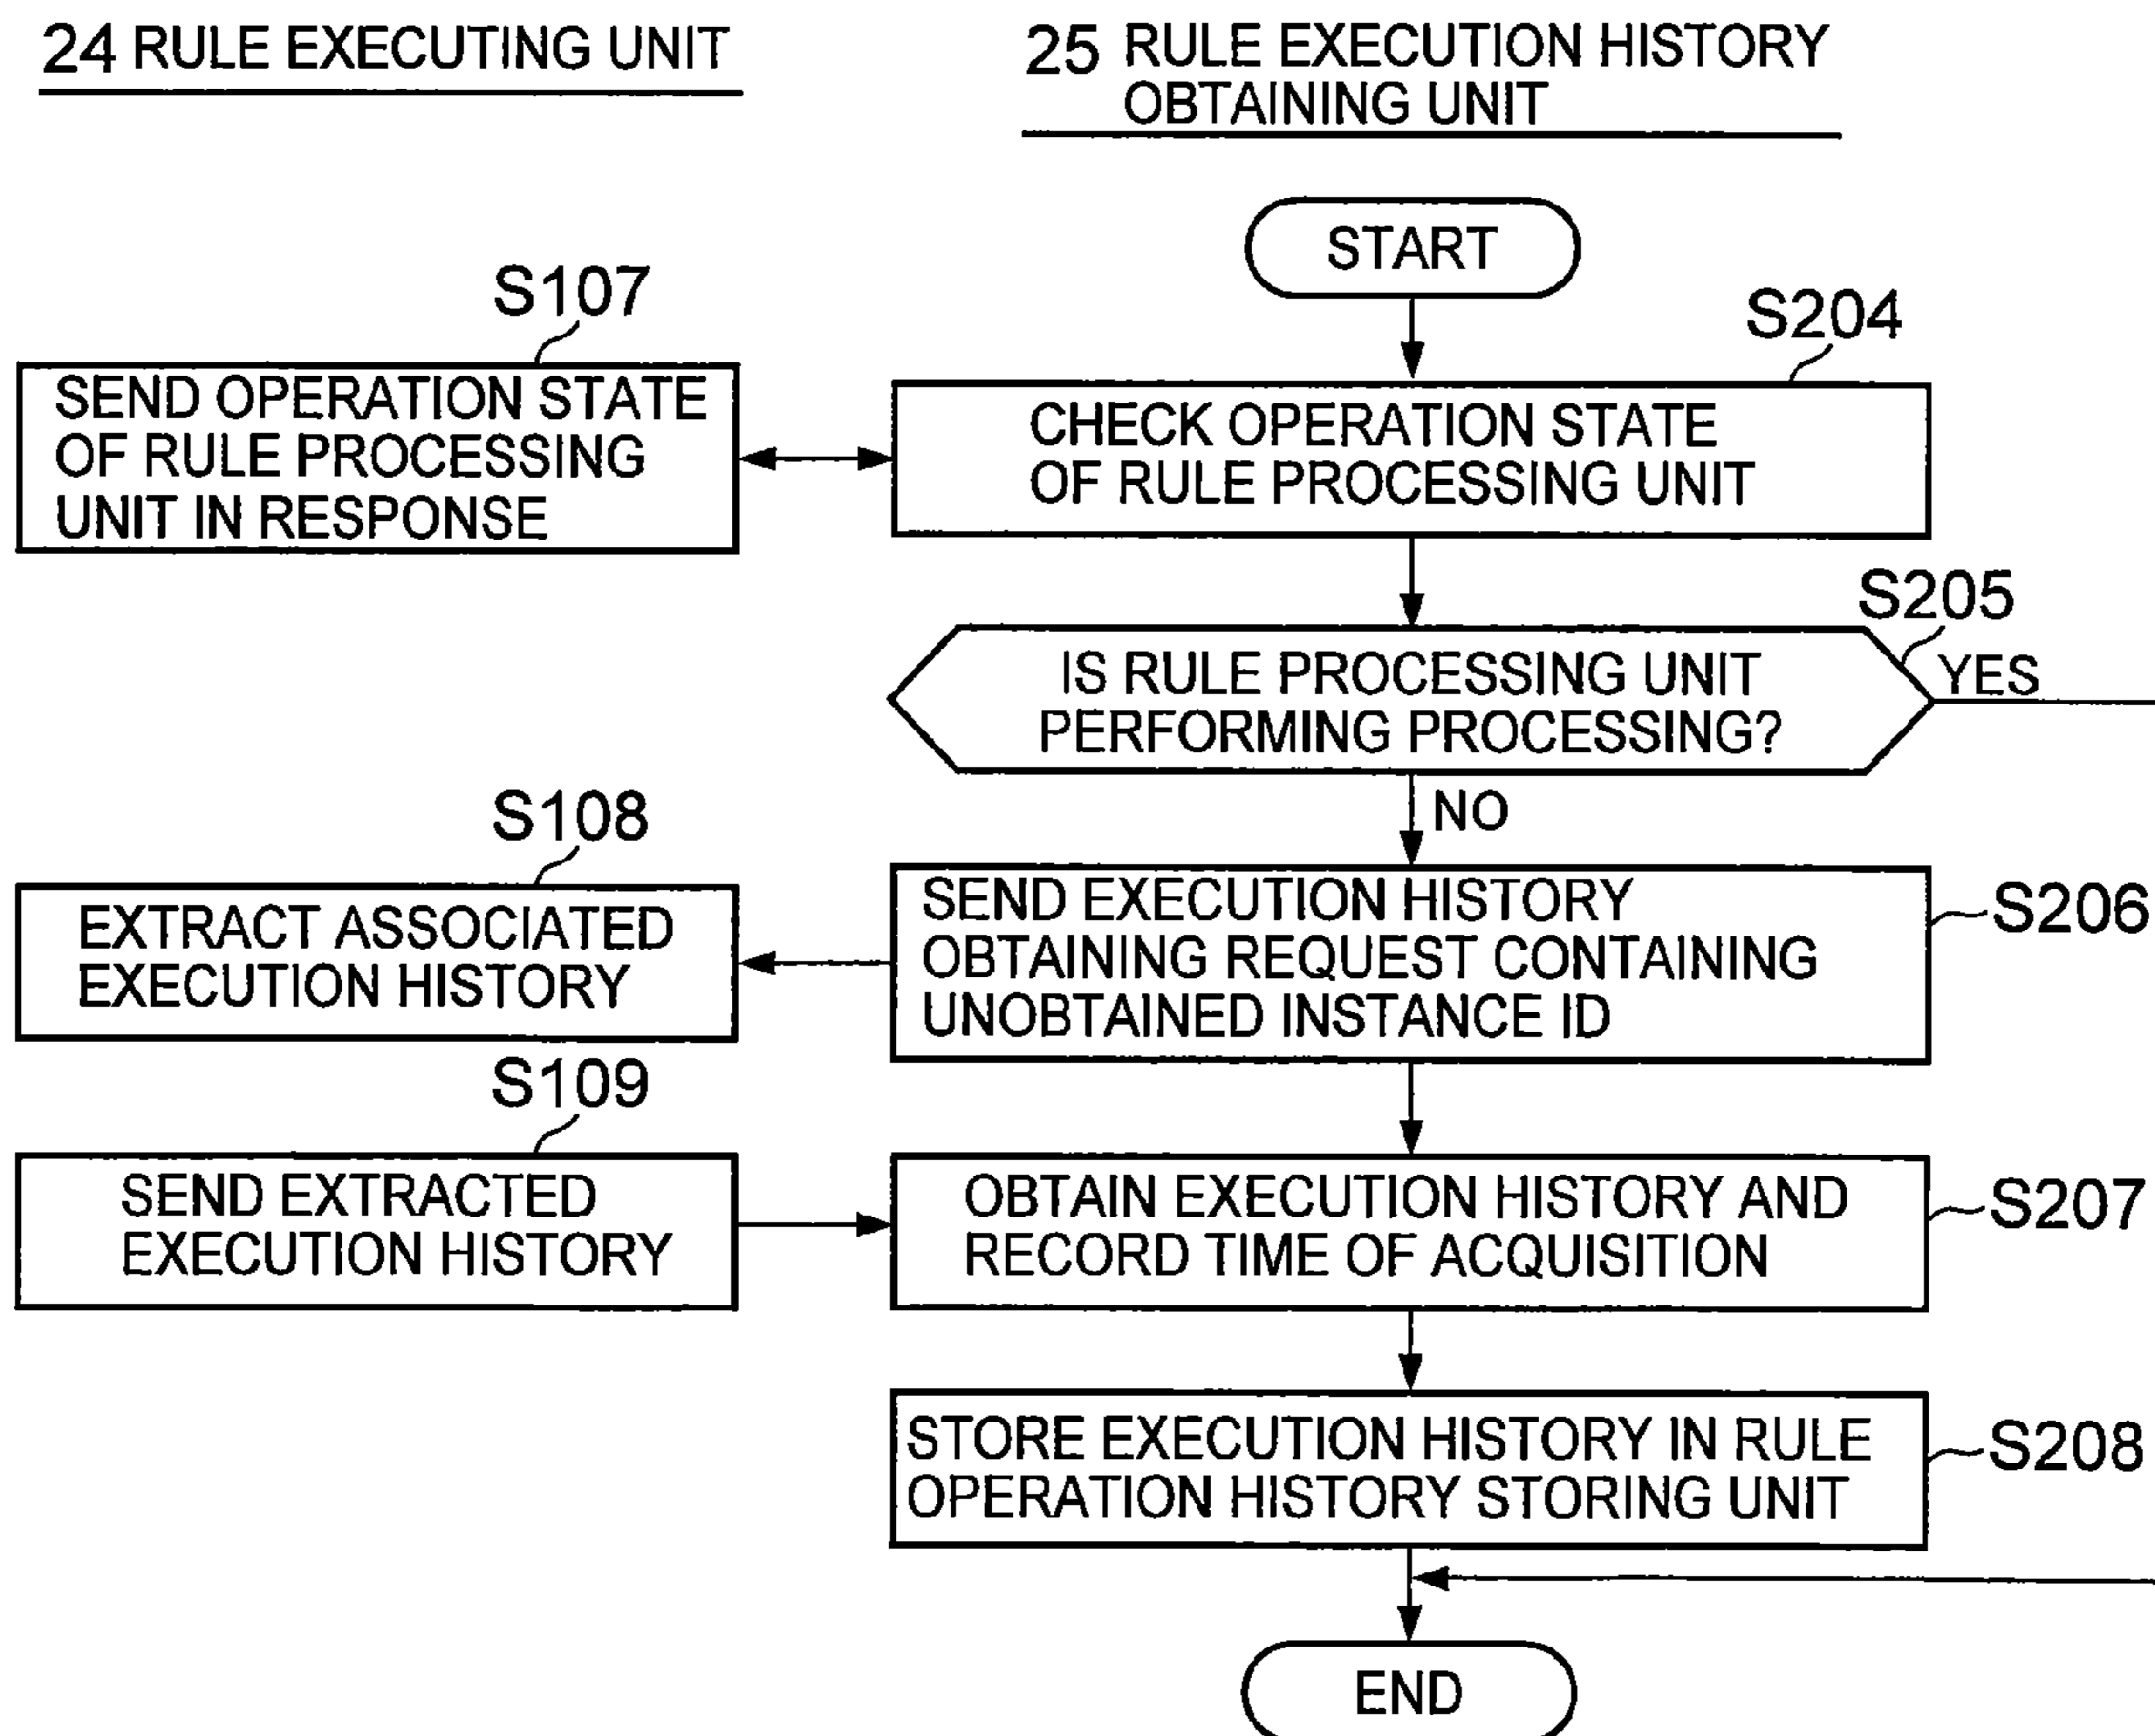 24 RULE EXECUTING UNIT
25 RULE EXECUTION HISTORY
OBTAINING UNIT
START
S107
S204
SEND OPERATION STATE
OF RULE PROCESSING
UNIT IN RESPONSE
CHECK OPERATION STATE
OF RULE PROCESSING UNIT
S205
IS RULE PROCESSING UNIT
PERFORMING PROCESSING?
YES
NO
S108
EXTRACT ASSOCIATED
EXECUTION HISTORY
SEND EXECUTION HISTORY
OBTAINING REQUEST CONTAINING
UNOBTAINED INSTANCE ID
S206
S109
SEND EXTRACTED
EXECUTION HISTORY
OBTAIN EXECUTION HISTORY AND
RECORD TIME OF ACQUISITION
S207
STORE EXECUTION HISTORY IN RULE
OPERATION HISTORY STORING UNIT
S208
END